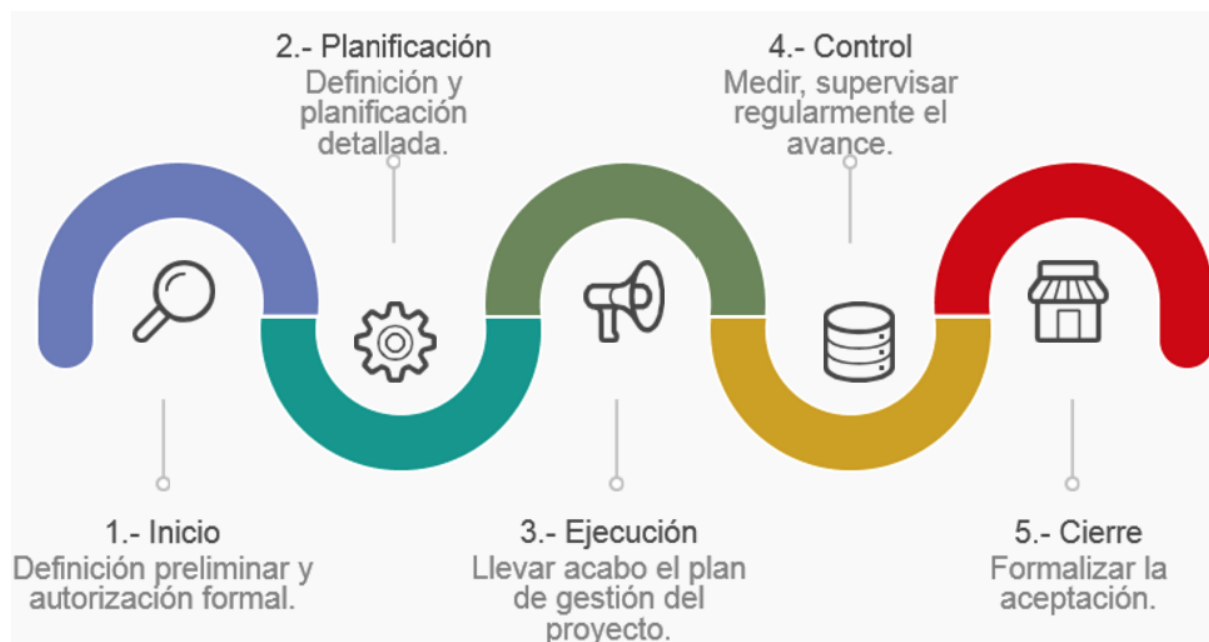 1.- Inicio
Definición preliminar y
autorización formal.
2.- Planificación
Definición y
planificación
detallada.
3.- Ejecución
Llevar acabo el plan
de gestión del
proyecto.
4.- Control
Medir, supervisar
regularmente el
avance.
5.- Cierre
Formalizar la
aceptación.